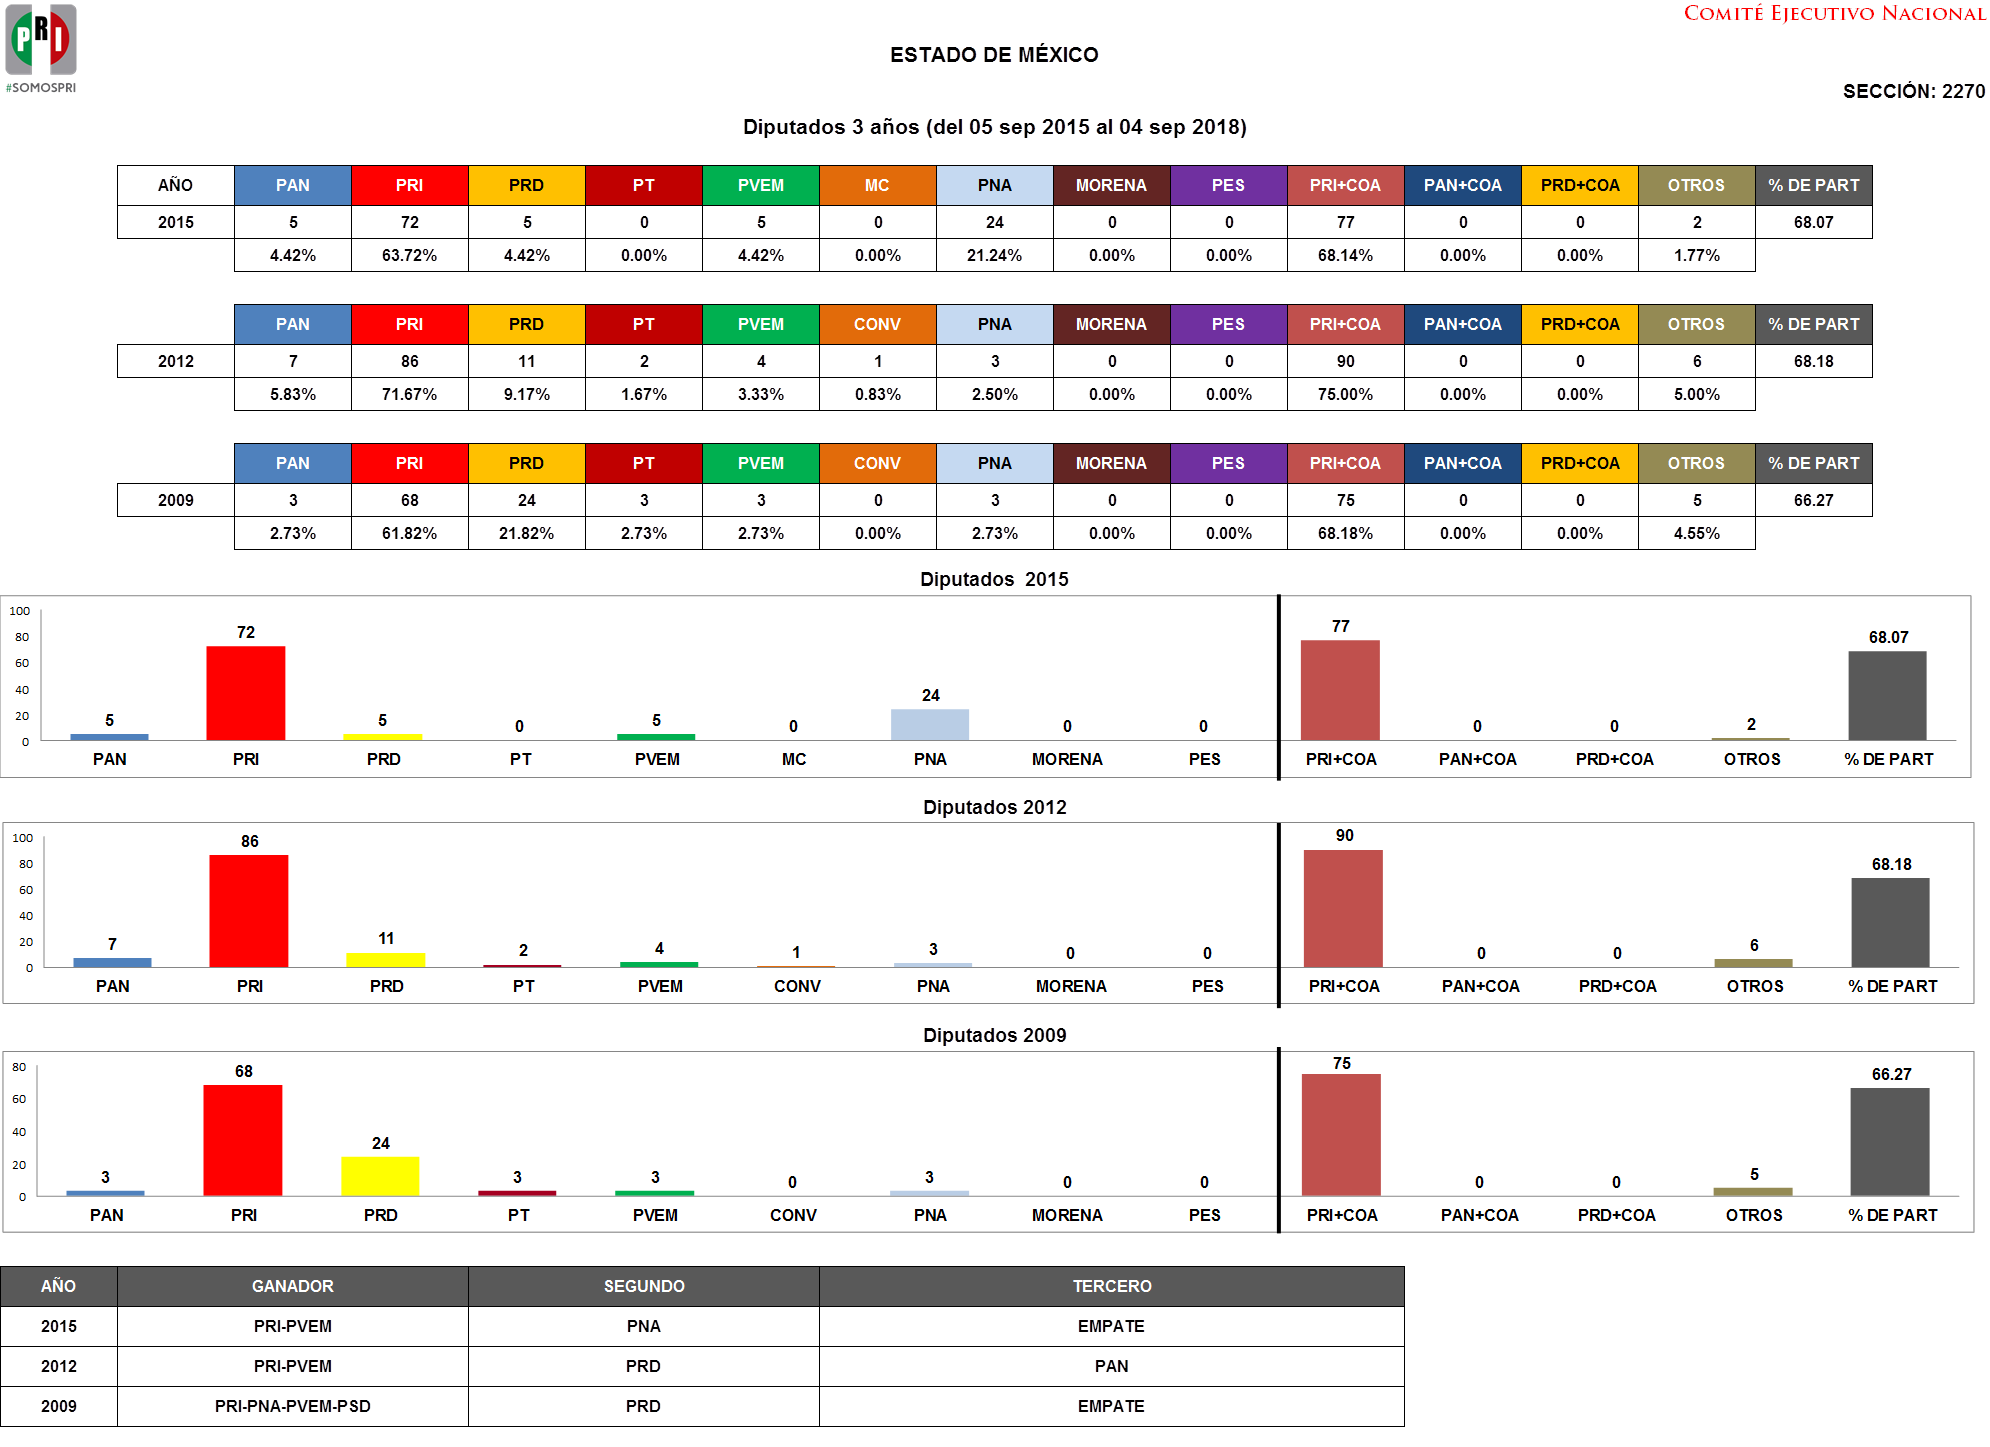 PRI
#SOMOSPRI
COMITÉ EJECUTIVO NACIONAL
ESTADO DE MÉXICO
SECCIÓN: 2270
Diputados 3 años (del 05 sep 2015 al 04 sep 2018)
AÑO PAN PRI PRD PT PVEM MC PNA MORENA PES PRI+COA PAN+COA PRD+COA OTROS % DE PART
2015 5 72 5 0 5 0 24 0 0 77 0 0 2 68.07
4.42% 63.72% 4.42% 0.00% 4.42% 0.00% 21.24% 0.00% 0.00% 68.14% 0.00% 0.00% 1.77%
PAN PRI PRD PT PVEM CONV PNA MORENA PES PRI+COA PAN+COA PRD+COA OTROS % DE PART
2012 7 86 11 2 4 1 3 0 0 90 0 0 6 68.18
5.83% 71.67% 9.17% 1.67% 3.33% 0.83% 2.50% 0.00% 0.00% 75.00% 0.00% 0.00% 5.00%
PAN PRI PRD PT PVEM CONV PNA MORENA PES PRI+COA PAN+COA PRD+COA OTROS % DE PART
2009 3 68 24 3 3 0 3 0 0 75 0 0 5 66.27
2.73% 61.82% 21.82% 2.73% 2.73% 0.00% 2.73% 0.00% 0.00% 68.18% 0.00% 0.00% 4.55%
Diputados 2015
100
80
60
40
20
0
5 72 5 0 5 0 24 0 0 77 0 0 2 68.07
PAN PRI PRD PT PVEM MC PNA MORENA PES PRI+COA PAN+COA PRD+COA OTROS % DE PART
Diputados 2012
100
80
60
40
20
0
7 86 11 2 4 1 3 0 0 90 0 0 6 68.18
PAN PRI PRD PT PVEM CONV PNA MORENA PES PRI+COA PAN+COA PRD+COA OTROS % DE PART
Diputados 2009
80
60
40
20
0
3 68 24 3 3 0 3 0 0 75 0 0 5 66.27
PAN PRI PRD PT PVEM CONV PNA MORENA PES PRI+COA PAN+COA PRD+COA OTROS % DE PART
AÑO GANADOR SEGUNDO TERCERO
2015 PRI-PVEM PNA EMPATE
2012 PRI-PVEM PRD PAN
2009 PRI-PNA-PVEM-PSD PRD EMPATE